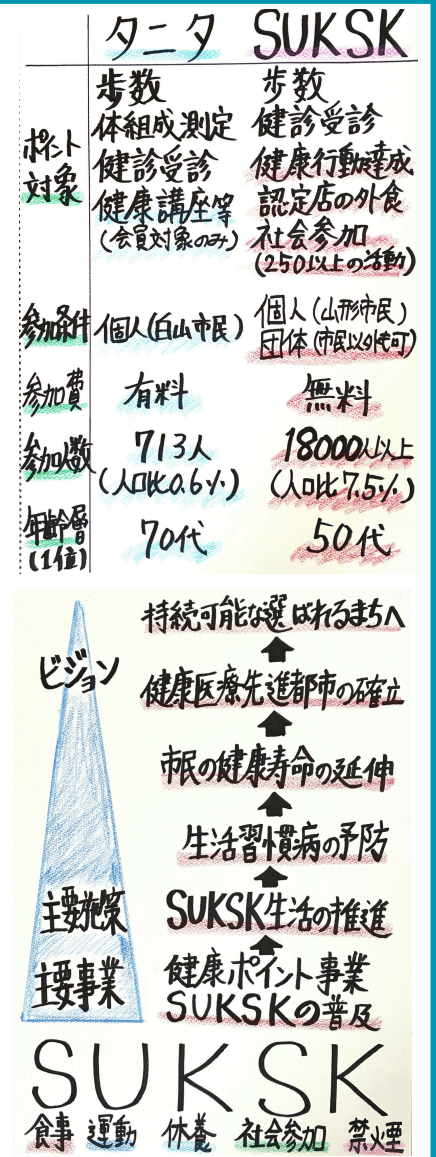 タニタ SUKSK
ポイント対象
歩数
体組成測定
健診受診
健康講座等
(会員対象のみ)
歩数
健診受診
健康行動達成
認定店の外食
社会参加
(250以上の活動)
参加条件
個人(白山市民)
個人(山形市民)
団体(市民以外も可)
参加費 有料 無料
参加人数
713人
(人口比0.6%)
18000人以上
(人口比7.5%)
年齢層
(1位)
70代 50代
ビジョン
持続可能な選ばれるまちへ
健康医療先進都市の確立
市民の健康寿命の延伸
生活習慣病の予防
主要施策 SUKSK生活の推進
主要事業
健康ポイント事業
SUKSKの普及
SUKSK
食事 運動 休養 社会参加 禁煙